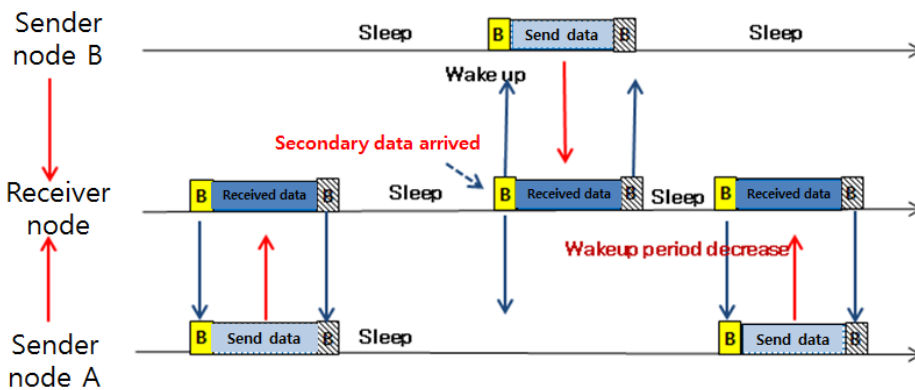 Sender
node B
Sleep
B Send data B
Sleep
Wake up
Secondary data arrived
Receiver
node
B Received data B
Sleep
B Received data B
Sleep
B Received data B
Wakeup period decrease
Sender
node A
B Send data B
Sleep
B Send data B